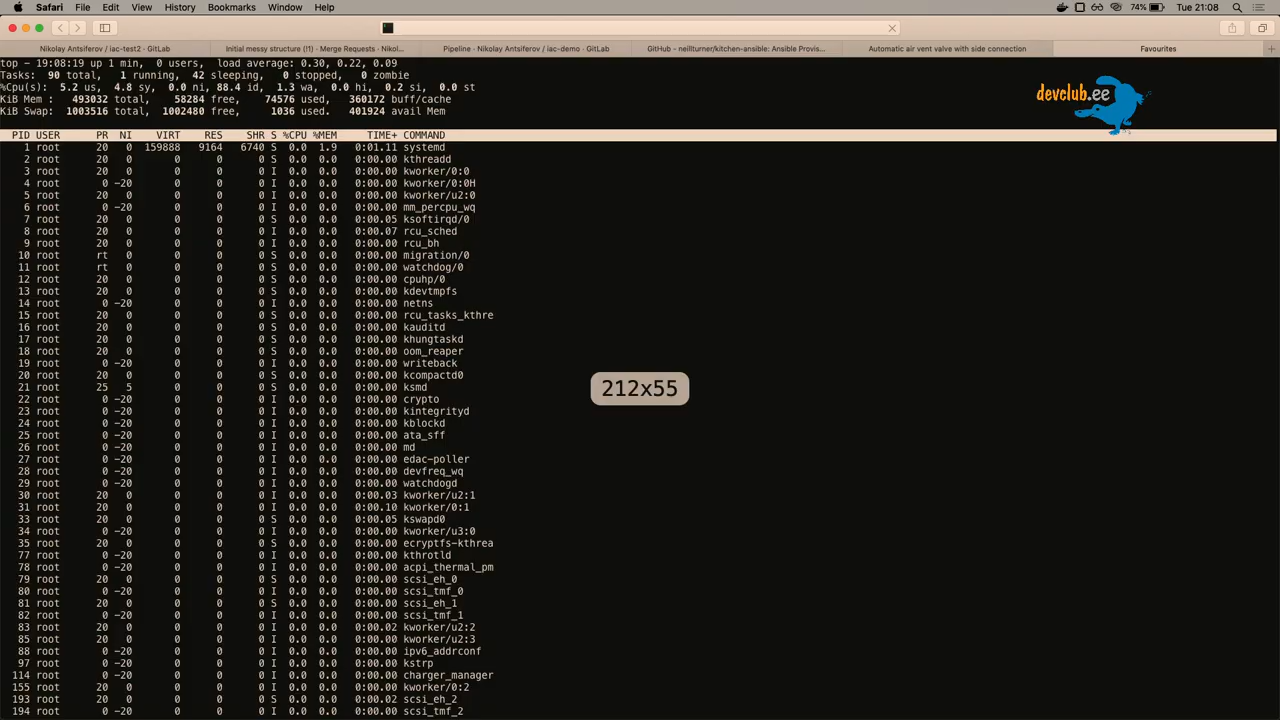 Safari File Edit View History Bookmarks Window Help 74% Tue 21:08
Nikolay Antsiferov / iac-test2 · GitLab Initial messy structure (!1) · Merge Requests · Nikol... Pipeline · Nikolay Antsiferov / iac-demo · GitLab GitHub - neillturner/kitchen-ansible: Ansible Provis... Automatic air vent valve with side connection Favourites
top - 19:08:19 up 1 min, 0 users, load average: 0.30, 0.22, 0.09
Tasks: 90 total, 1 running, 42 sleeping, 0 stopped, 0 zombie
%Cpu(s): 5.2 us, 4.8 sy, 0.0 ni, 88.4 id, 1.3 wa, 0.0 hi, 0.2 si, 0.0 st
KiB Mem : 493032 total, 58284 free, 74576 used, 360172 buff/cache
KiB Swap: 1003516 total, 1002480 free, 1036 used. 401924 avail Mem
devclub.ee
PID USER PR NI VIRT RES SHR S %CPU %MEM TIME+ COMMAND
1 root 20 0 159888 9164 6740 S 0.0 1.9 0:01.11 systemd
2 root 20 0 0 0 0 S 0.0 0.0 0:00.00 kthreadd
3 root 20 0 0 0 0 I 0.0 0.0 0:00.00 kworker/0:0
4 root 0 -20 0 0 0 I 0.0 0.0 0:00.00 kworker/0:0H
5 root 20 0 0 0 0 I 0.0 0.0 0:00.00 kworker/u2:0
6 root 0 -20 0 0 0 I 0.0 0.0 0:00.00 mm_percpu_wq
7 root 20 0 0 0 0 S 0.0 0.0 0:00.05 ksoftirqd/0
8 root 20 0 0 0 0 I 0.0 0.0 0:00.07 rcu_sched
9 root 20 0 0 0 0 I 0.0 0.0 0:00.00 rcu_bh
10 root rt 0 0 0 0 S 0.0 0.0 0:00.00 migration/0
11 root rt 0 0 0 0 S 0.0 0.0 0:00.00 watchdog/0
12 root 20 0 0 0 0 S 0.0 0.0 0:00.00 cpuhp/0
13 root 20 0 0 0 0 S 0.0 0.0 0:00.00 kdevtmpfs
14 root 0 -20 0 0 0 I 0.0 0.0 0:00.00 netns
15 root 20 0 0 0 0 S 0.0 0.0 0:00.00 rcu_tasks_kthre
16 root 20 0 0 0 0 S 0.0 0.0 0:00.00 kauditd
17 root 20 0 0 0 0 S 0.0 0.0 0:00.00 khungtaskd
18 root 20 0 0 0 0 S 0.0 0.0 0:00.00 oom_reaper
19 root 0 -20 0 0 0 I 0.0 0.0 0:00.00 writeback
20 root 20 0 0 0 0 S 0.0 0.0 0:00.00 kcompactd0
21 root 25 5 0 0 0 S 0.0 0.0 0:00.00 ksmd
22 root 0 -20 0 0 0 I 0.0 0.0 0:00.00 crypto
23 root 0 -20 0 0 0 I 0.0 0.0 0:00.00 kintegrityd
24 root 0 -20 0 0 0 I 0.0 0.0 0:00.00 kblockd
25 root 0 -20 0 0 0 I 0.0 0.0 0:00.00 ata_sff
26 root 0 -20 0 0 0 I 0.0 0.0 0:00.00 md
27 root 0 -20 0 0 0 I 0.0 0.0 0:00.00 edac-poller
28 root 0 -20 0 0 0 I 0.0 0.0 0:00.00 devfreq_wq
29 root 0 -20 0 0 0 I 0.0 0.0 0:00.00 watchdogd
30 root 20 0 0 0 0 I 0.0 0.0 0:00.03 kworker/u2:1
31 root 20 0 0 0 0 I 0.0 0.0 0:00.10 kworker/0:1
33 root 20 0 0 0 0 S 0.0 0.0 0:00.05 kswapd0
34 root 0 -20 0 0 0 I 0.0 0.0 0:00.00 kworker/u3:0
35 root 20 0 0 0 0 S 0.0 0.0 0:00.00 ecryptfs-kthrea
77 root 0 -20 0 0 0 I 0.0 0.0 0:00.00 kthrotld
78 root 0 -20 0 0 0 I 0.0 0.0 0:00.00 acpi_thermal_pm
79 root 20 0 0 0 0 S 0.0 0.0 0:00.00 scsi_eh_0
80 root 0 -20 0 0 0 I 0.0 0.0 0:00.00 scsi_tmf_0
81 root 20 0 0 0 0 S 0.0 0.0 0:00.00 scsi_eh_1
82 root 0 -20 0 0 0 I 0.0 0.0 0:00.00 scsi_tmf_1
83 root 20 0 0 0 0 I 0.0 0.0 0:00.02 kworker/u2:2
85 root 20 0 0 0 0 I 0.0 0.0 0:00.00 kworker/u2:3
88 root 0 -20 0 0 0 I 0.0 0.0 0:00.00 ipv6_addrconf
97 root 0 -20 0 0 0 I 0.0 0.0 0:00.00 kstrp
114 root 0 -20 0 0 0 I 0.0 0.0 0:00.00 charger_manager
155 root 20 0 0 0 0 I 0.0 0.0 0:00.00 kworker/0:2
193 root 20 0 0 0 0 S 0.0 0.0 0:00.02 scsi_eh_2
194 root 0 -20 0 0 0 I 0.0 0.0 0:00.00 scsi_tmf_2
212x55